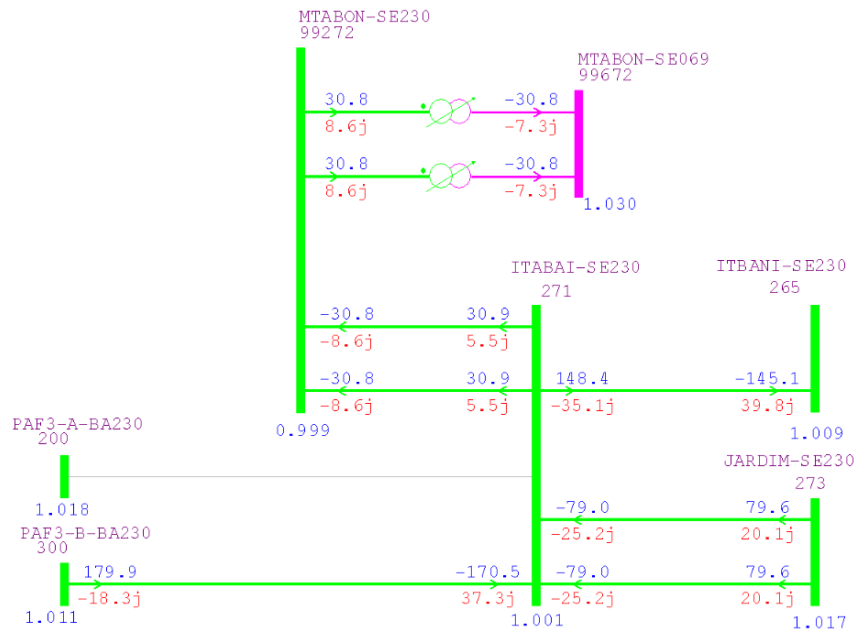 MTABON-SE230
99272
MTABON-SE069
99672
30.8 -30.8
8.6j -7.3j
30.8 -30.8
8.6j -7.3j
1.030
ITABAI-SE230
271
ITBANI-SE230
265
-30.8 30.9
-8.6j 5.5j
-30.8 30.9 148.4 -145.1
-8.6j 5.5j -35.1j 39.8j
0.999
1.009
PAF3-A-BA230
200
1.018
JARDIM-SE230
273
-79.0 79.6
-25.2j 20.1j
PAF3-B-BA230
300
179.9 -170.5 -79.0 79.6
-18.3j 37.3j -25.2j 20.1j
1.011 1.001 1.017